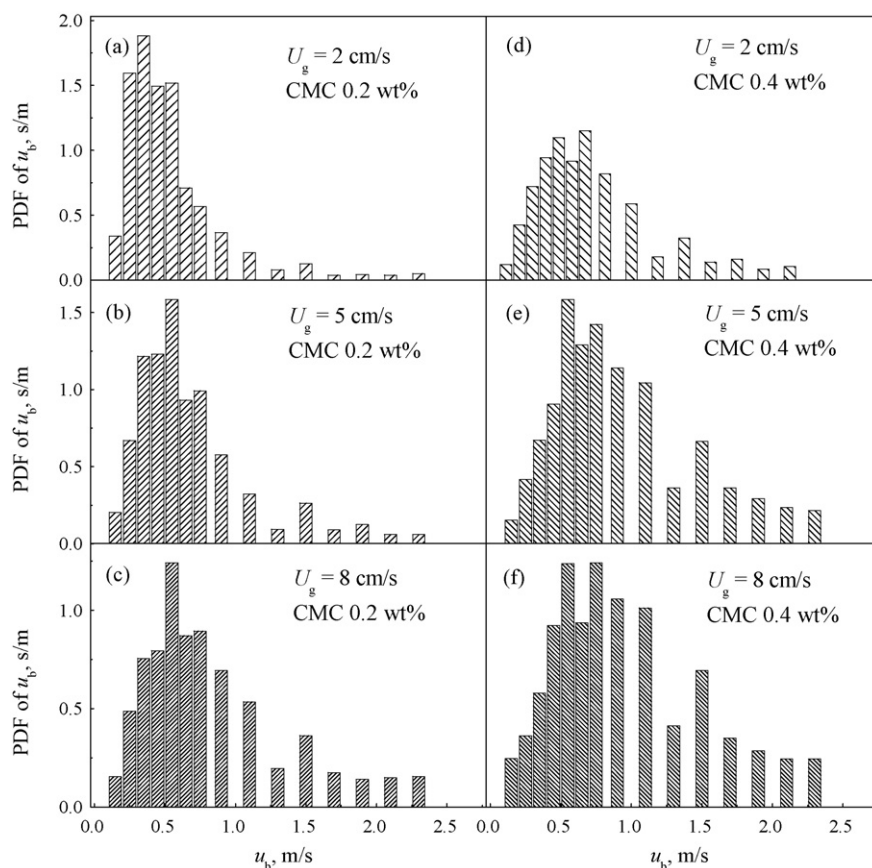 2.0
(a)
U_g = 2 cm/s
CMC 0.2 wt%
1.5
1.0
0.5
0.0
PDF of u_b, s/m
(d)
U_g = 2 cm/s
CMC 0.4 wt%
(b)
U_g = 5 cm/s
CMC 0.2 wt%
1.5
1.0
0.5
0.0
PDF of u_b, s/m
(e)
U_g = 5 cm/s
CMC 0.4 wt%
(c)
U_g = 8 cm/s
CMC 0.2 wt%
1.0
0.5
0.0
PDF of u_b, s/m
(f)
U_g = 8 cm/s
CMC 0.4 wt%
0.0 0.5 1.0 1.5 2.0 2.5
0.0 0.5 1.0 1.5 2.0 2.5
u_b, m/s
u_b, m/s